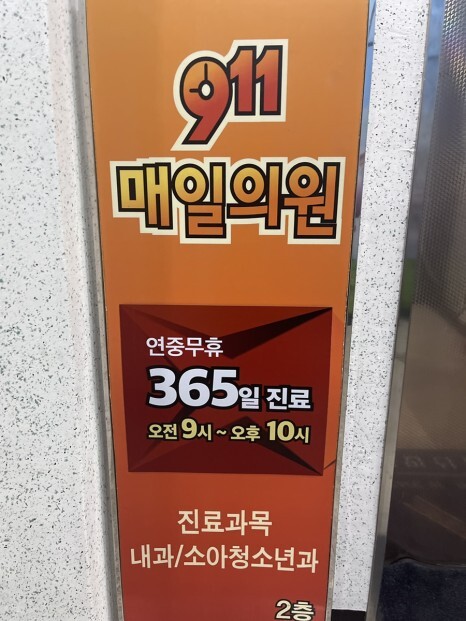 911
매일의원
연중무휴
365일 진료
오전 9시 ~ 오후 10시
진료과목
내과/소아청소년과
2층